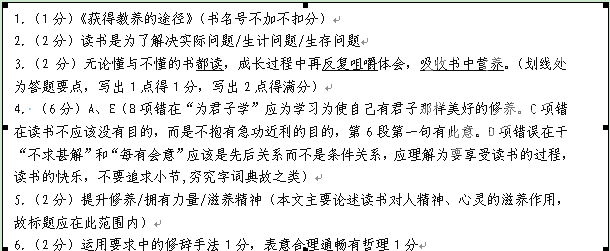 1.（1 分）《获得教养的途径》（书名号不加不扣分）
2.（2 分）读书是为了解决实际问题/生计问题/生存问题
3.（2 分）无论懂与不懂的书都读，成长过程中再反复咀嚼体会，吸收书中营养。（划线处
为答题要点，写出 1 点得 1 分，写出 2 点得满分）
4.（6 分）A、E（B 项错在“为君子学”应为学习为使自己有君子那样美好的修养。C 项错
在读书不应该没有目的，而是不抱有急功近利的目的，第 6 段第一句有此意。D 项错误在于
“不求甚解”和“每有会意”应该是先后关系而不是条件关系，应理解为要享受读书的过程，
读书的快乐，不要追求小节,穷究字词典故之类）
5.（2 分）提升修养/拥有力量/滋养精神（本文主要论述读书对人精神、心灵的滋养作用，
故标题应在此范围内）
6.（2 分）运用要求中的修辞手法 1 分，表意合理通畅有哲理 1 分